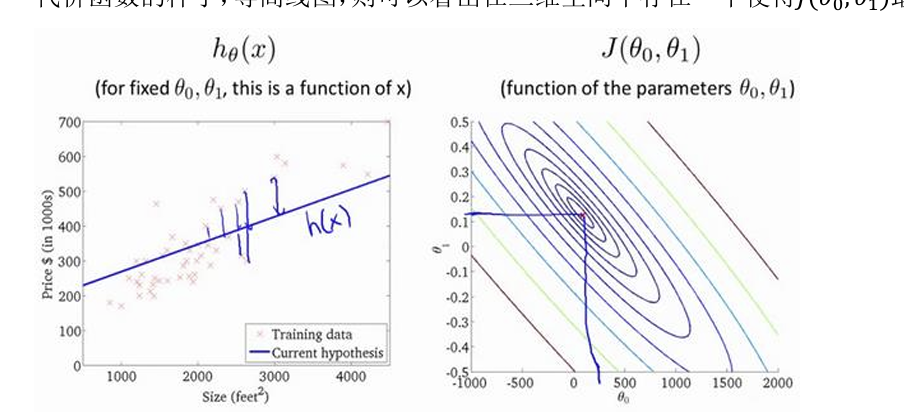 代价函数的样子，等高线图，则可以看出在三维空间中存在一个使得J(θ0, θ1)最
hθ(x)
(for fixed θ0, θ1, this is a function of x)
700
600
500
400
300
200
100
0
Price $ (in 1000s)
1000 2000 3000 4000
Size (feet²)
h(x)
Training data
Current hypothesis
J(θ0, θ1)
(function of the parameters θ0, θ1)
0.5
0.4
0.3
0.2
0.1
0
-0.1
-0.2
-0.3
-0.4
-0.5
θ1
-1000 -500 0 500 1000 1500 2000
θ0